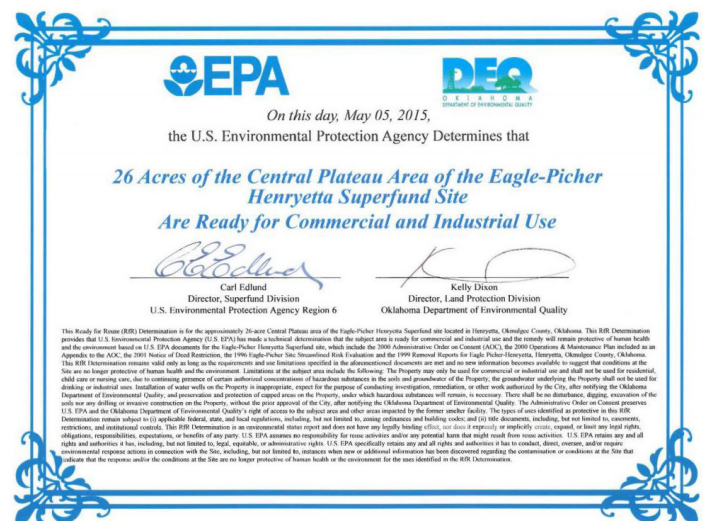 EPA
DEQ
OKLAHOMA
DEPARTMENT OF ENVIRONMENTAL QUALITY
On this day, May 05, 2015,
the U.S. Environmental Protection Agency Determines that
26 Acres of the Central Plateau Area of the Eagle-Picher
Henryetta Superfund Site
Are Ready for Commercial and Industrial Use
Carl Edlund
Director, Superfund Division
U.S. Environmental Protection Agency Region 6
Kelly Dixon
Director, Land Protection Division
Oklahoma Department of Environmental Quality
This Ready for Reuse (RfR) Determination is for the approximately 26-acre Central Plateau area of the Eagle-Picher Henryetta Superfund site located in Henryetta, Okmulgee County, Oklahoma. This RfR Determination
provides that U.S. Environmental Protection Agency (U.S. EPA) has made a technical determination that the subject area is ready for commercial and industrial use and the remedy will remain protective of human health
and the environment based on U.S. EPA documents for the Eagle-Picher Henryetta Superfund site, which include the 2000 Administrative Order on Consent (AOC), the 2000 Operations & Maintenance Plan included as an
Appendix to the AOC, the 2001 Notice of Deed Restriction, the 1996 Eagle-Picher Site Streamlined Risk Evaluation and the 1999 Removal Reports for Eagle Picher-Henryetta, Henryetta, Okmulgee County, Oklahoma.
This RfR Determination remains valid only as long as the requirements and use limitations specified in the aforementioned documents are met and no new information becomes available to suggest that conditions at the
Site are no longer protective of human health and the environment. Limitations at the subject area include the following: The Property may only be used for commercial or industrial use and shall not be used for residential,
child care or nursing care, due to continuing presence of certain authorized concentrations of hazardous substances in the soils and groundwater of the Property, the groundwater underlying the Property shall not be used for
drinking or industrial uses. Installation of water wells on the Property is inappropriate, except for the purpose of conducting investigation, remediation, or other work authorized by the City, after notifying the Oklahoma
Department of Environmental Quality; and preservation and protection of capped areas on the Property, under which hazardous substances will remain, is necessary. There shall be no disturbance, digging, excavation of the
soils nor any drilling or invasive construction on the Property, without the prior approval of the City, after notifying the Oklahoma Department of Environmental Quality. The Administrative Order on Consent preserves
U.S. EPA and the Oklahoma Department of Environmental Quality's right of access to the subject area and other areas impacted by the former smelter facility. The types of uses identified as protective in this RfR
Determination remain subject to (i) applicable federal, state, and local regulations, including, but not limited to, zoning ordinances and building codes; and (ii) title documents, including, but not limited to, easements,
restrictions, and institutional controls. This RfR Determination is an environmental status report and does not have any legally binding effect, nor does it expressly or implicitly create, expand, or limit any legal rights,
obligations, responsibilities, expectations, or benefits of any party. U.S. EPA assumes no responsibility for reuse activities and/or any potential harm that might result from reuse activities. U.S. EPA retains any and all
rights and authorities it has, including, but not limited to, legal, equitable, or administrative rights. U.S. EPA specifically retains any and all rights and authorities it has to conduct, direct, oversee, and/or require
environmental response actions in connection with the Site, including, but not limited to, instances when new or additional information has been discovered regarding the contamination or conditions at the Site that
indicate that the response and/or the conditions at the Site are no longer protective of human health or the environment for the uses identified in the RfR Determination.